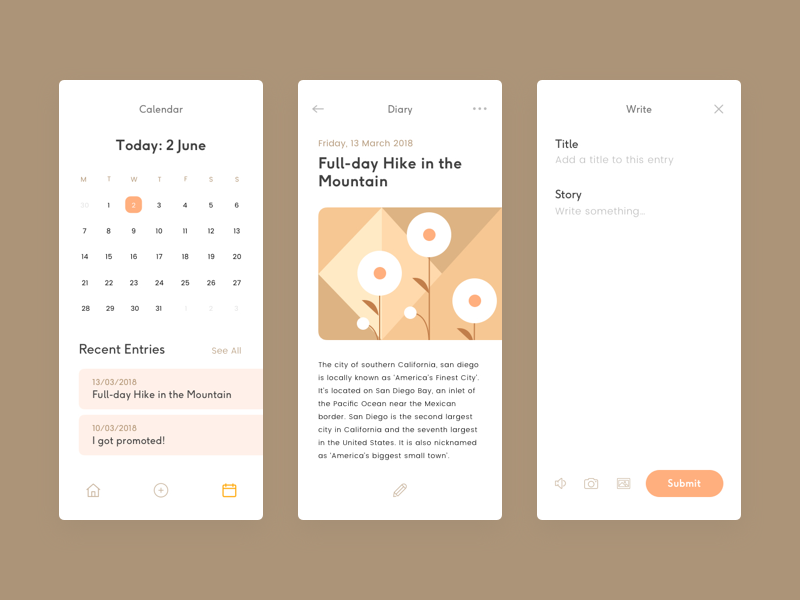 Calendar
Today: 2 June
M T W T F S S
30 1 2 3 4 5 6
7 8 9 10 11 12 13
14 15 16 17 18 19 20
21 22 23 24 25 26 27
28 29 30 31 1 2 3
Recent Entries See All
13/03/2018
Full-day Hike in the Mountain
10/03/2018
I got promoted!
Diary
Friday, 13 March 2018
Full-day Hike in the
Mountain
The city of southern California, san diego
is locally known as 'America's Finest City'.
It's located on San Diego Bay, an inlet of
the Pacific Ocean near the Mexican
border. San Diego is the second largest
city in California and the seventh largest
in the United States. It is also nicknamed
as 'America's biggest small town'.
Write
Title
Add a title to this entry
Story
Write something...
Submit